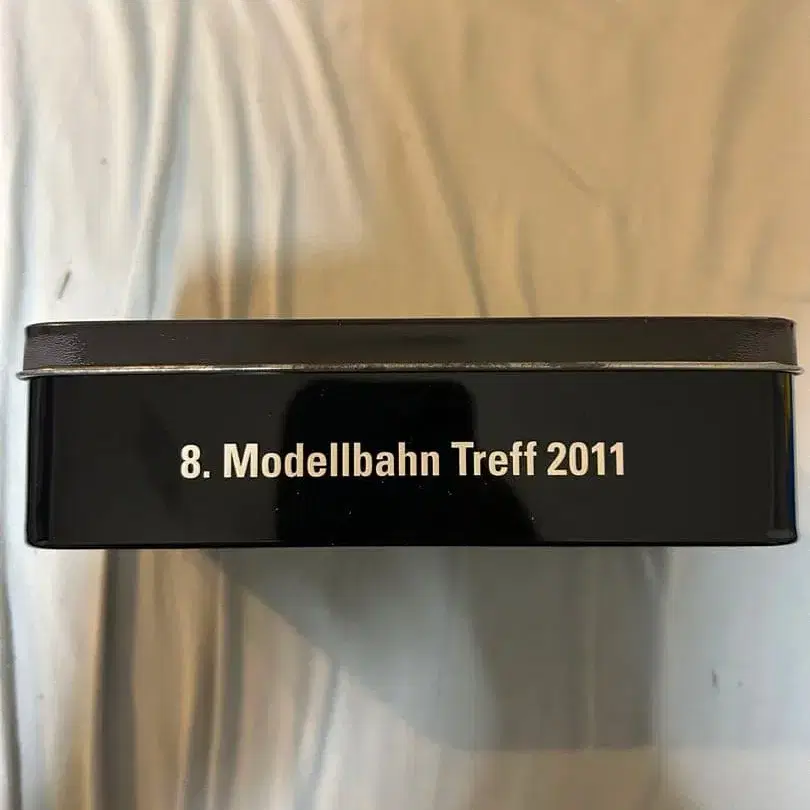 8. Modellbahn Treff 2011